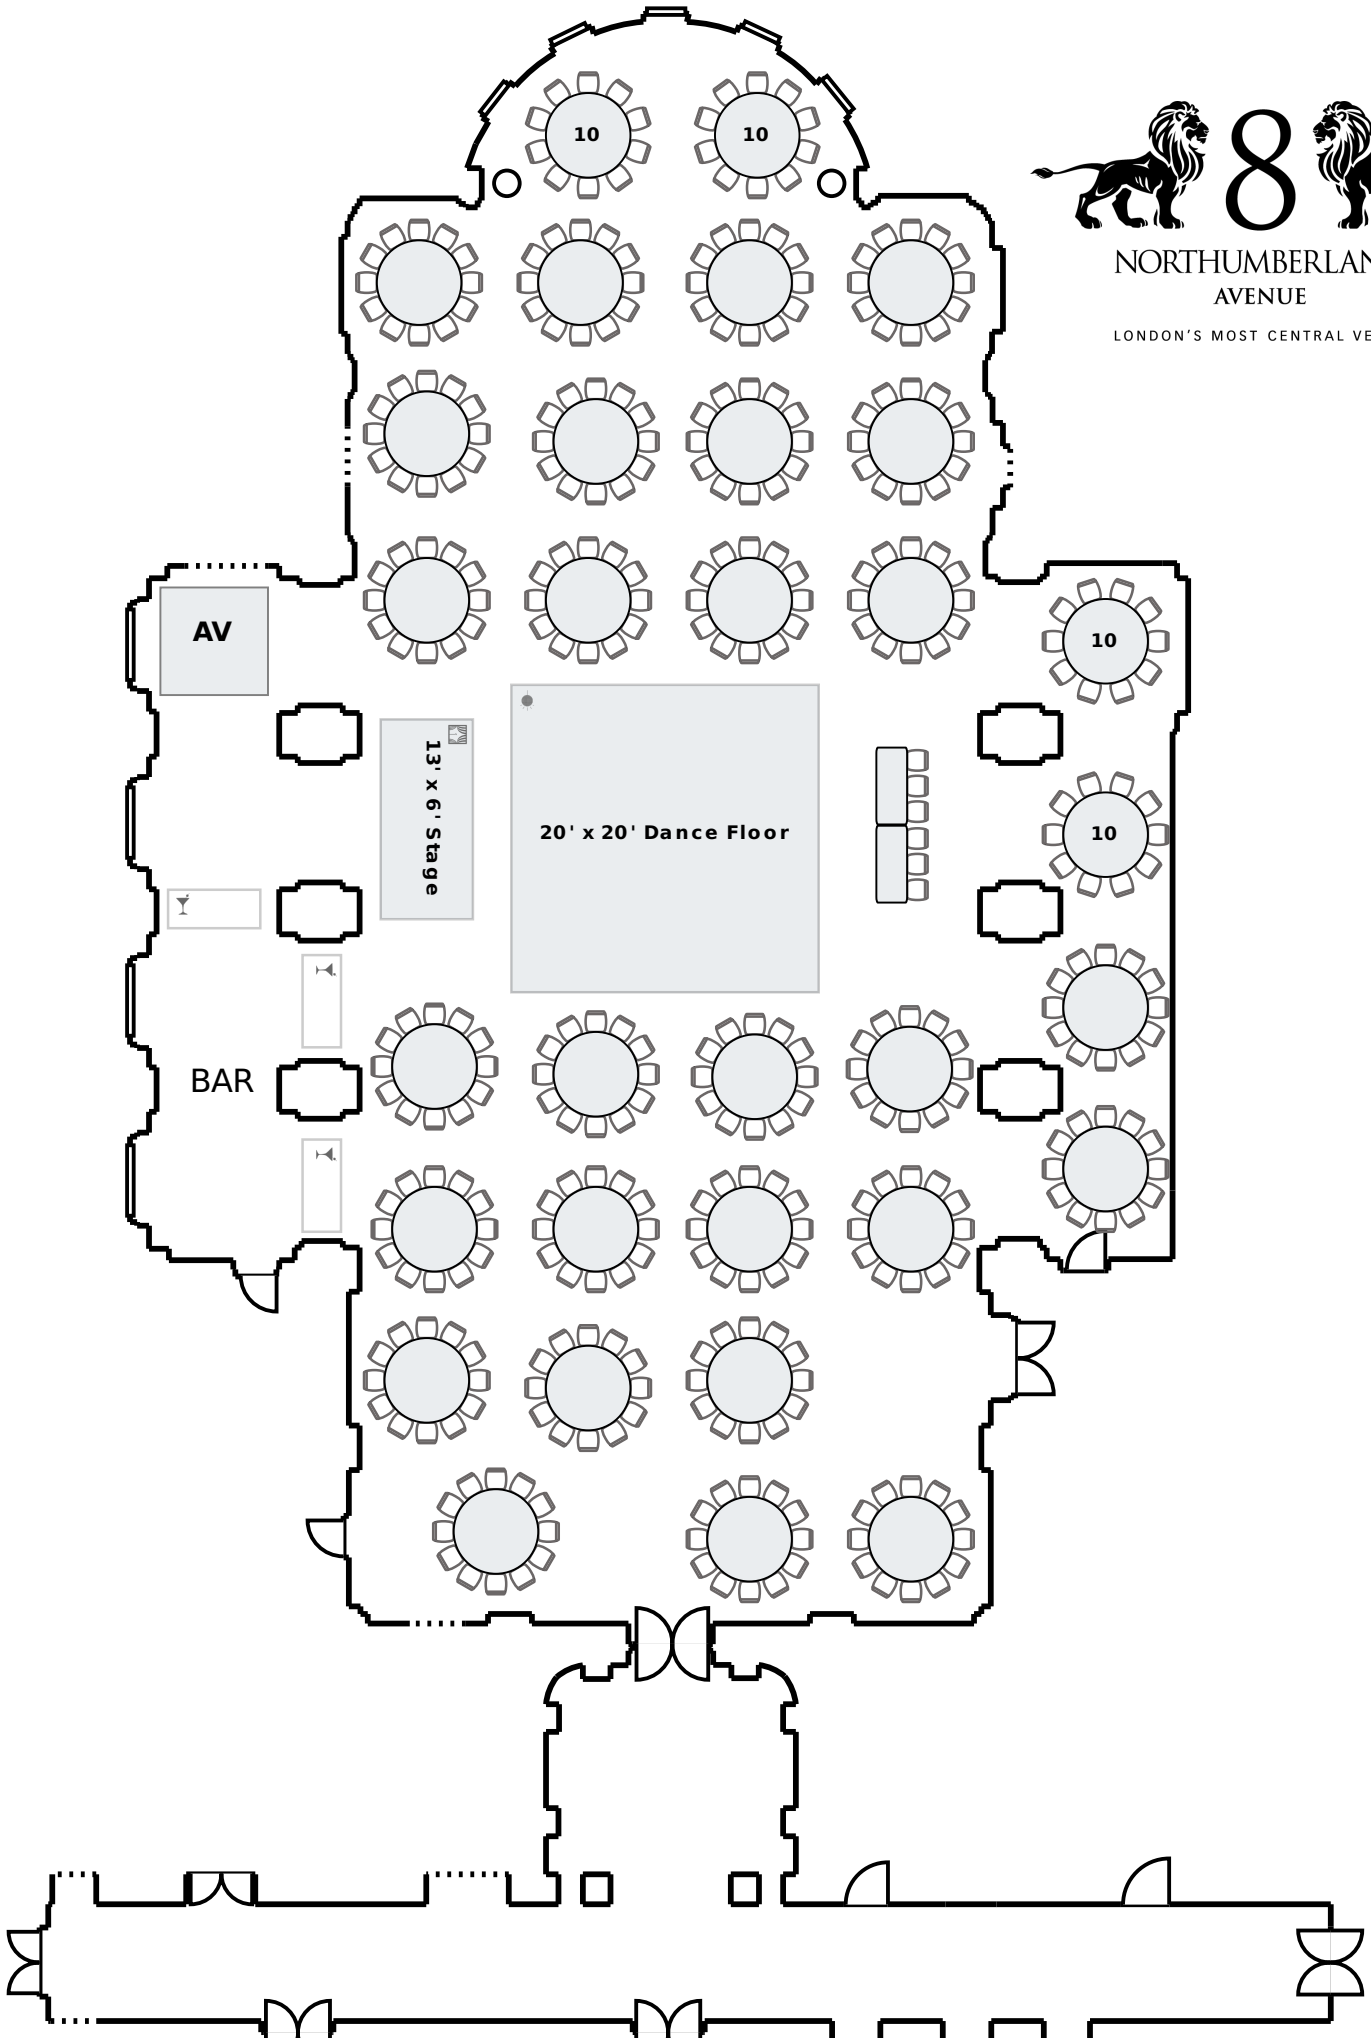 10
10
8
NORTHUMBERLAN
AVENUE
LONDON'S MOST CENTRAL VE
AV
10
13' x 6' Stage
20' x 20' Dance Floor
10
BAR